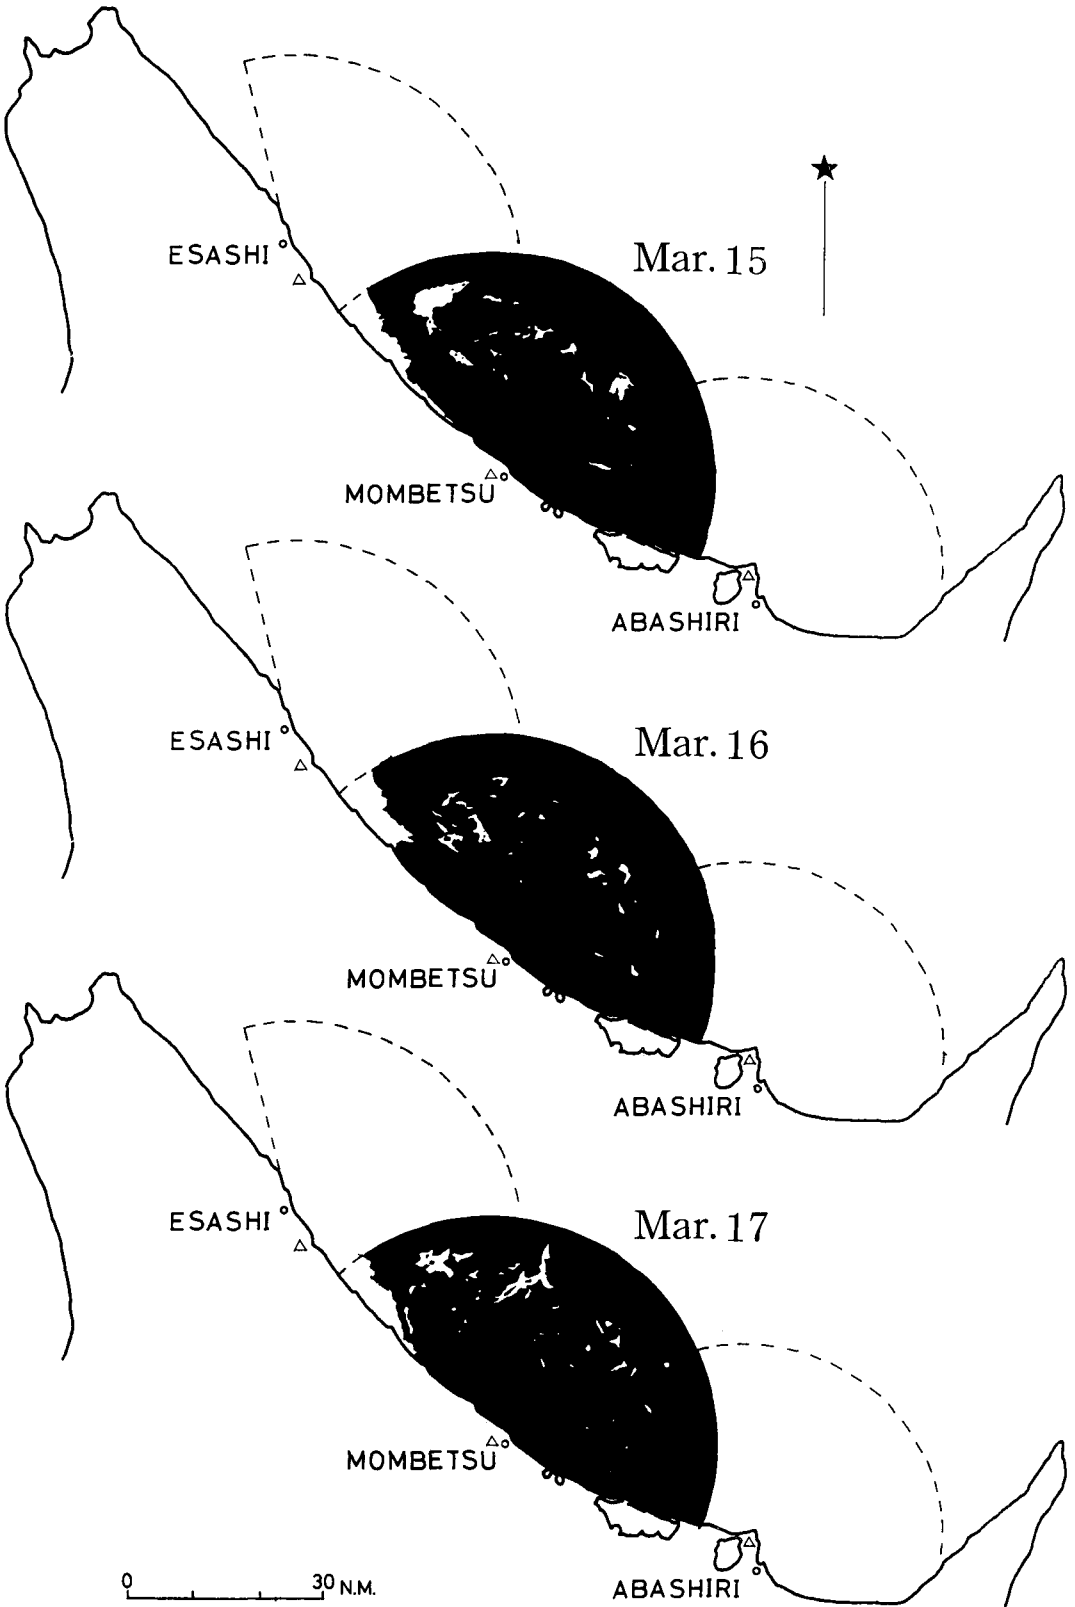 ESASHI
Mar. 15
MOMBETSU
ABASHIRI
ESASHI
Mar. 16
MOMBETSU
ABASHIRI
ESASHI
Mar. 17
MOMBETSU
ABASHIRI
0 30 N.M.